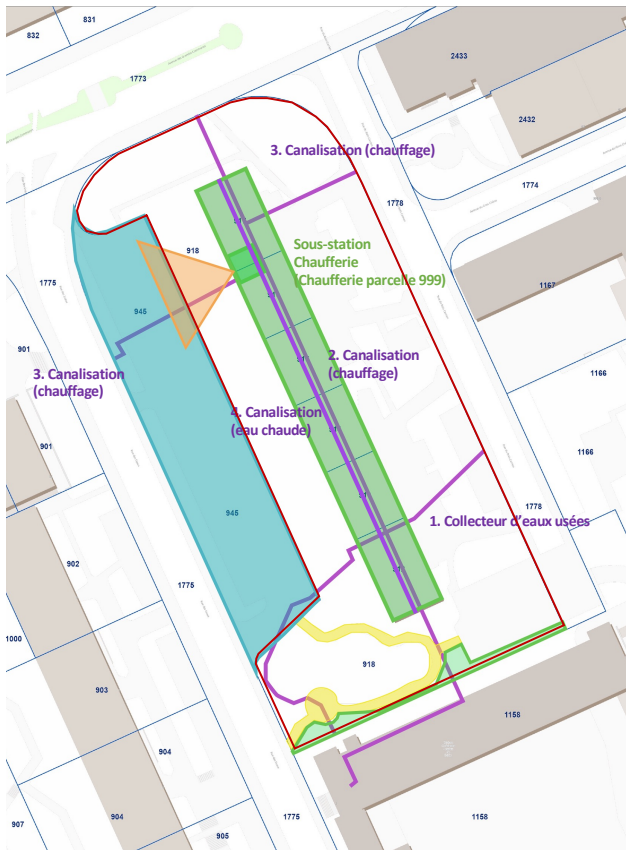 831
832
2433
1773
2432
3. Canalisation (chauffage)
1774
1778
918
Sous-station
Chaufferie
(Chaufferie parcelle 999)
1775
1167
945
901
3. Canalisation
(chauffage)
2. Canalisation
(chauffage)
1166
4. Canalisation
(eau chaude)
901
1166
1778
945
1. Collecteur d'eaux usées
902
1775
1000
918
903
1158
904
1775
904
907
905
1158